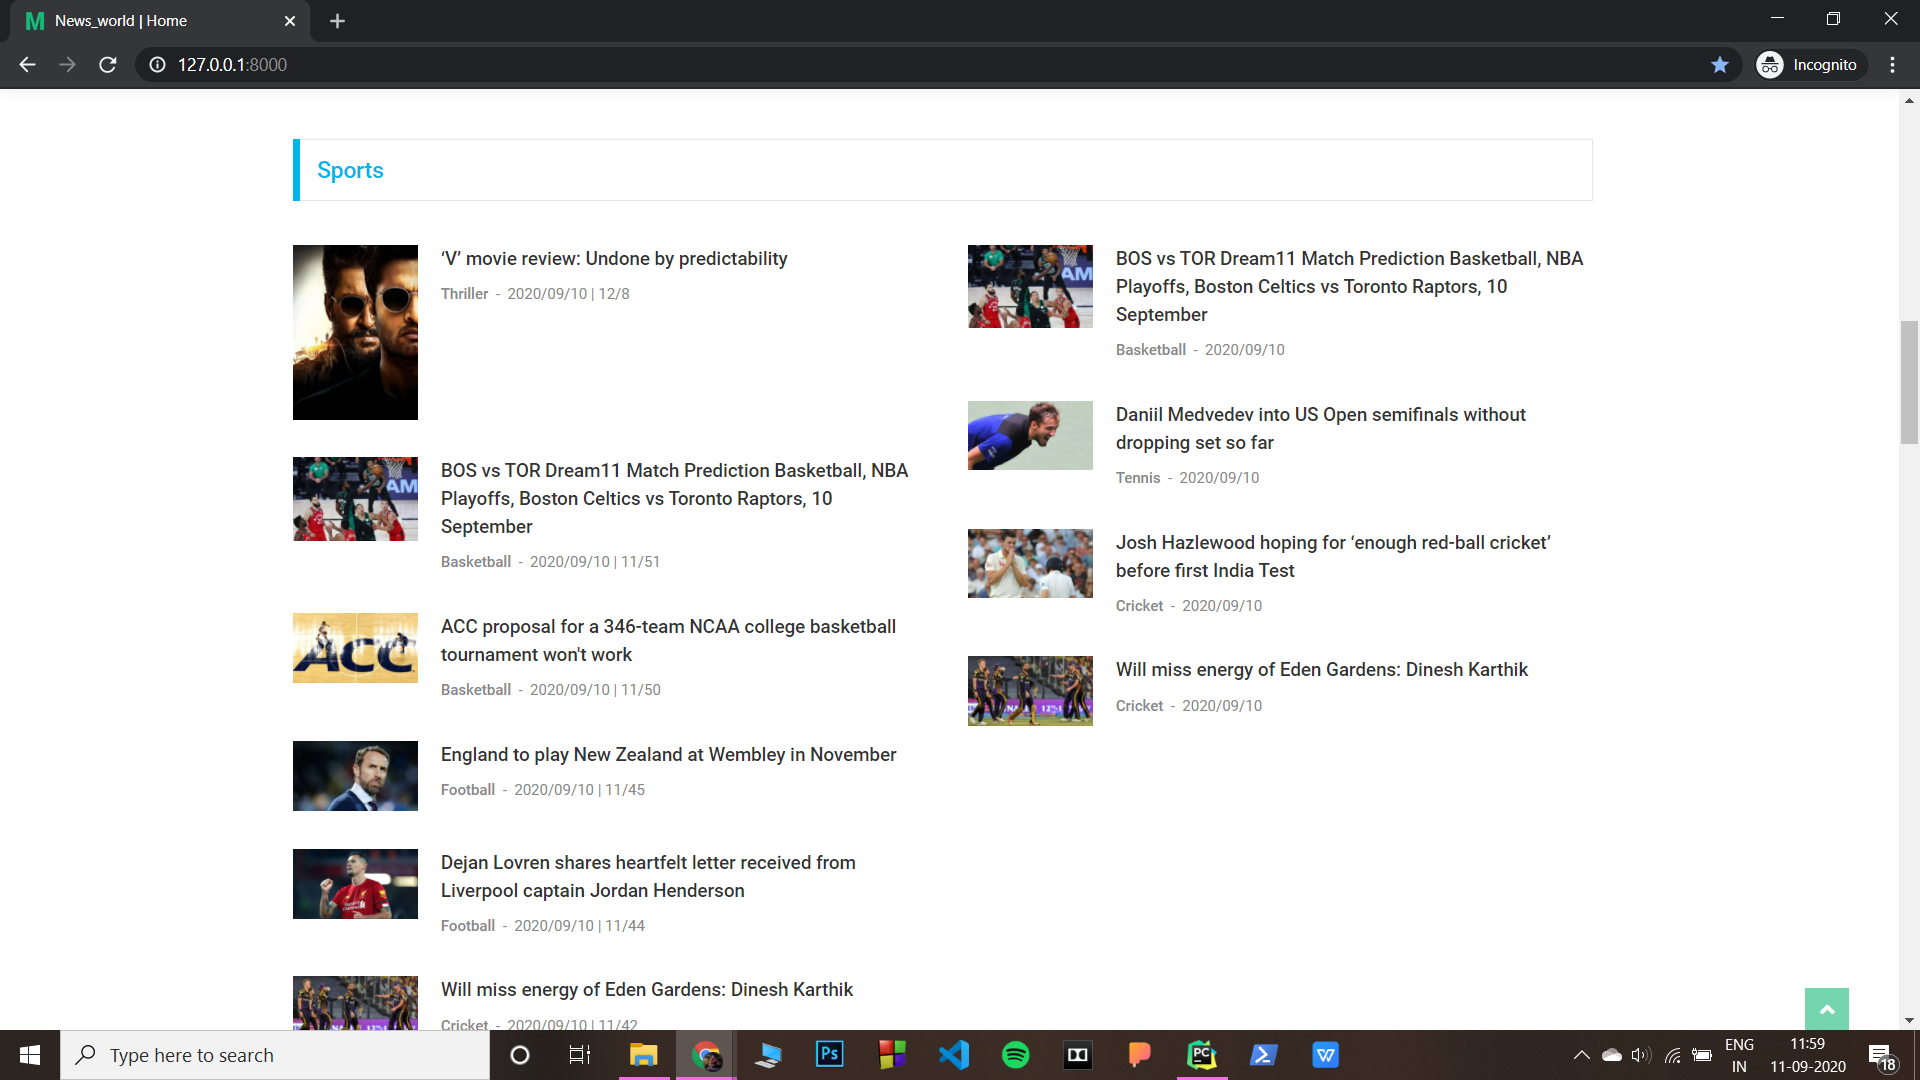 News_world | Home
127.0.0.1:8000
Incognito
Sports
‘V’ movie review: Undone by predictability
Thriller - 2020/09/10 | 12/8
BOS vs TOR Dream11 Match Prediction Basketball, NBA
Playoffs, Boston Celtics vs Toronto Raptors, 10
September
Basketball - 2020/09/10 | 11/51
ACC
ACC proposal for a 346-team NCAA college basketball
tournament won't work
Basketball - 2020/09/10 | 11/50
England to play New Zealand at Wembley in November
Football - 2020/09/10 | 11/45
Dejan Lovren shares heartfelt letter received from
Liverpool captain Jordan Henderson
Football - 2020/09/10 | 11/44
Will miss energy of Eden Gardens: Dinesh Karthik
Cricket - 2020/09/10 | 11/42
BOS vs TOR Dream11 Match Prediction Basketball, NBA
Playoffs, Boston Celtics vs Toronto Raptors, 10
September
Basketball - 2020/09/10
Daniil Medvedev into US Open semifinals without
dropping set so far
Tennis - 2020/09/10
Josh Hazlewood hoping for ‘enough red-ball cricket’
before first India Test
Cricket - 2020/09/10
Will miss energy of Eden Gardens: Dinesh Karthik
Cricket - 2020/09/10
Type here to search
Ps
PC
W
ENG
IN
11:59
11-09-2020
18